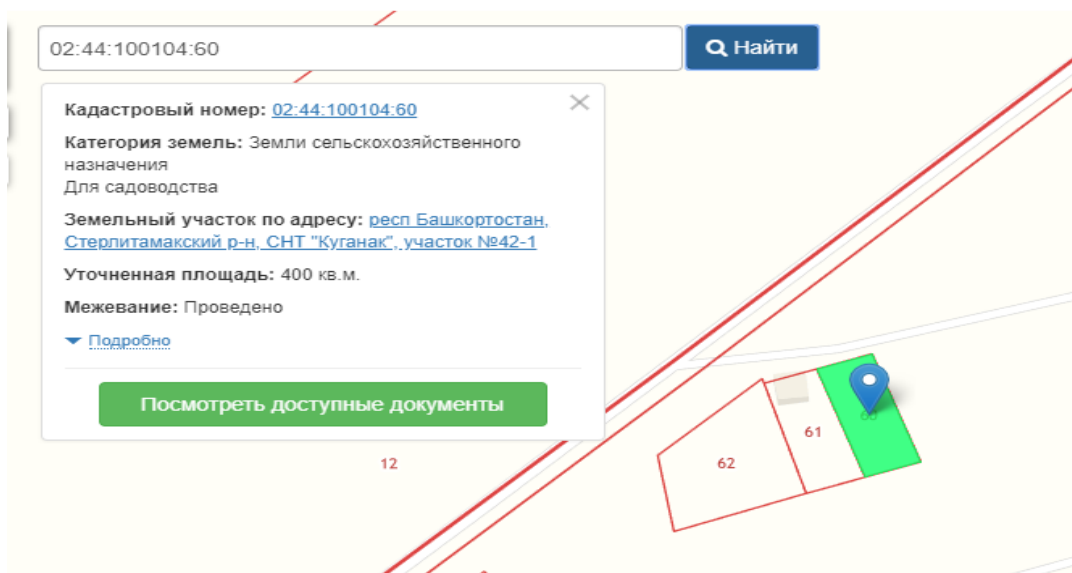 02:44:100104:60
Найти
Кадастровый номер: 02:44:100104:60
Категория земель: Земли сельскохозяйственного
назначения
Для садоводства
Земельный участок по адресу: респ Башкортостан,
Стерлитамакский р-н, СНТ "Куганак", участок №42-1
Уточненная площадь: 400 кв.м.
Межевание: Проведено
Подробно
Посмотреть доступные документы
60
61
62
12